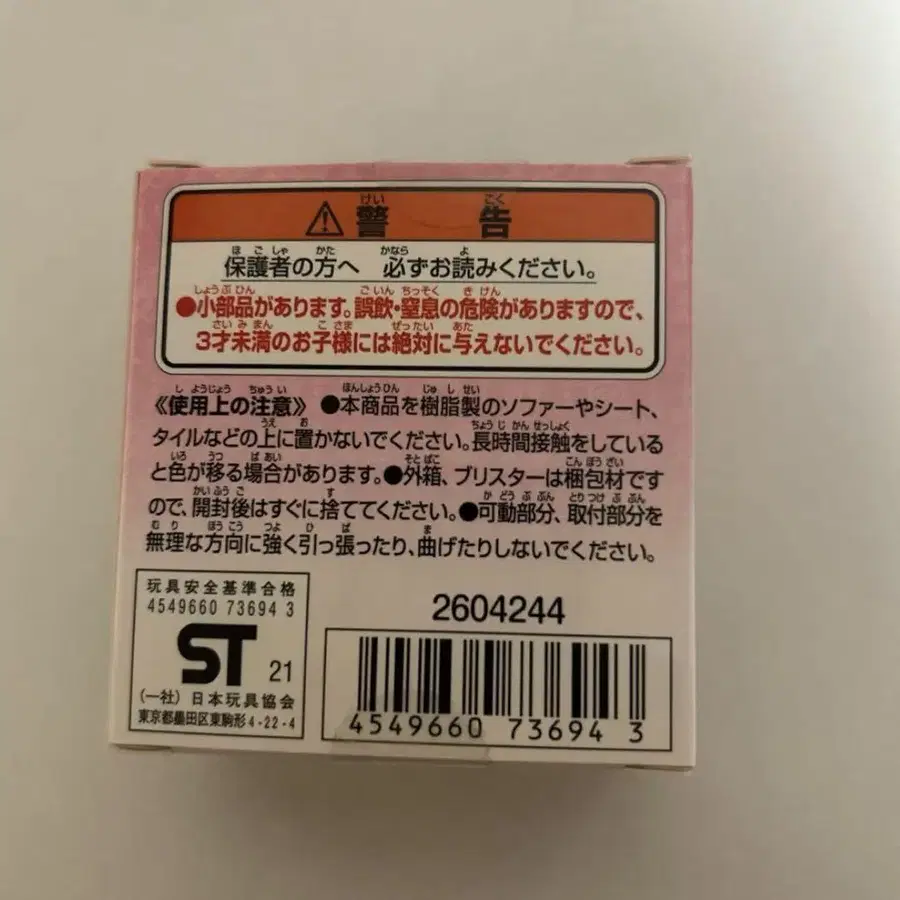 ⚠警告
保護者の方へ 必ずお読みください。
●小部品があります。誤飲・窒息の危険がありますので、
3才未満のお子様には絶対に与えないでください。
《使用上の注意》●本商品を樹脂製のソファーやシート、
タイルなどの上に置かないでください。長時間接触をしている
と色が移る場合があります。●外箱、ブリスターは梱包材です
ので、開封後はすぐに捨ててください。●可動部分、取付部分を
無理な方向に強く引っ張ったり、曲げたりしないでください。
玩具安全基準合格
4549660 73694 3
ST 21
(一社)日本玩具協会
東京都墨田区東駒形4-22-4
2604244
4549660 73694 3